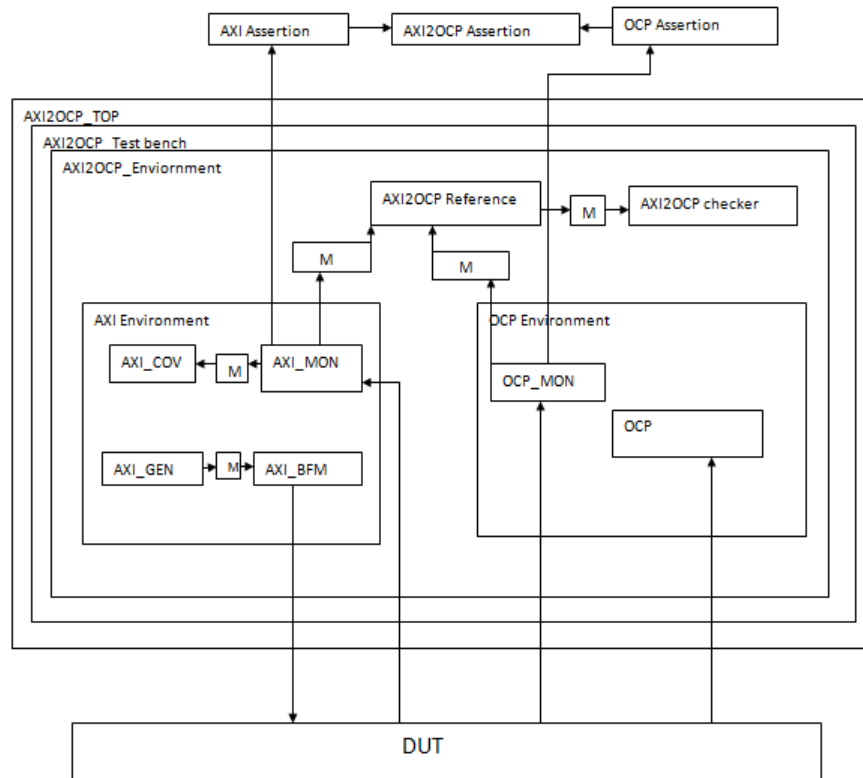 AXI Assertion
AXI2OCP Assertion
OCP Assertion
AXI2OCP_TOP
AXI2OCP_Test bench
AXI2OCP_Enviornment
AXI2OCP Reference
M
AXI2OCP checker
M
M
AXI Environment
OCP Environment
AXI_COV
M
AXI_MON
OCP_MON
OCP
AXI_GEN
M
AXI_BFM
DUT